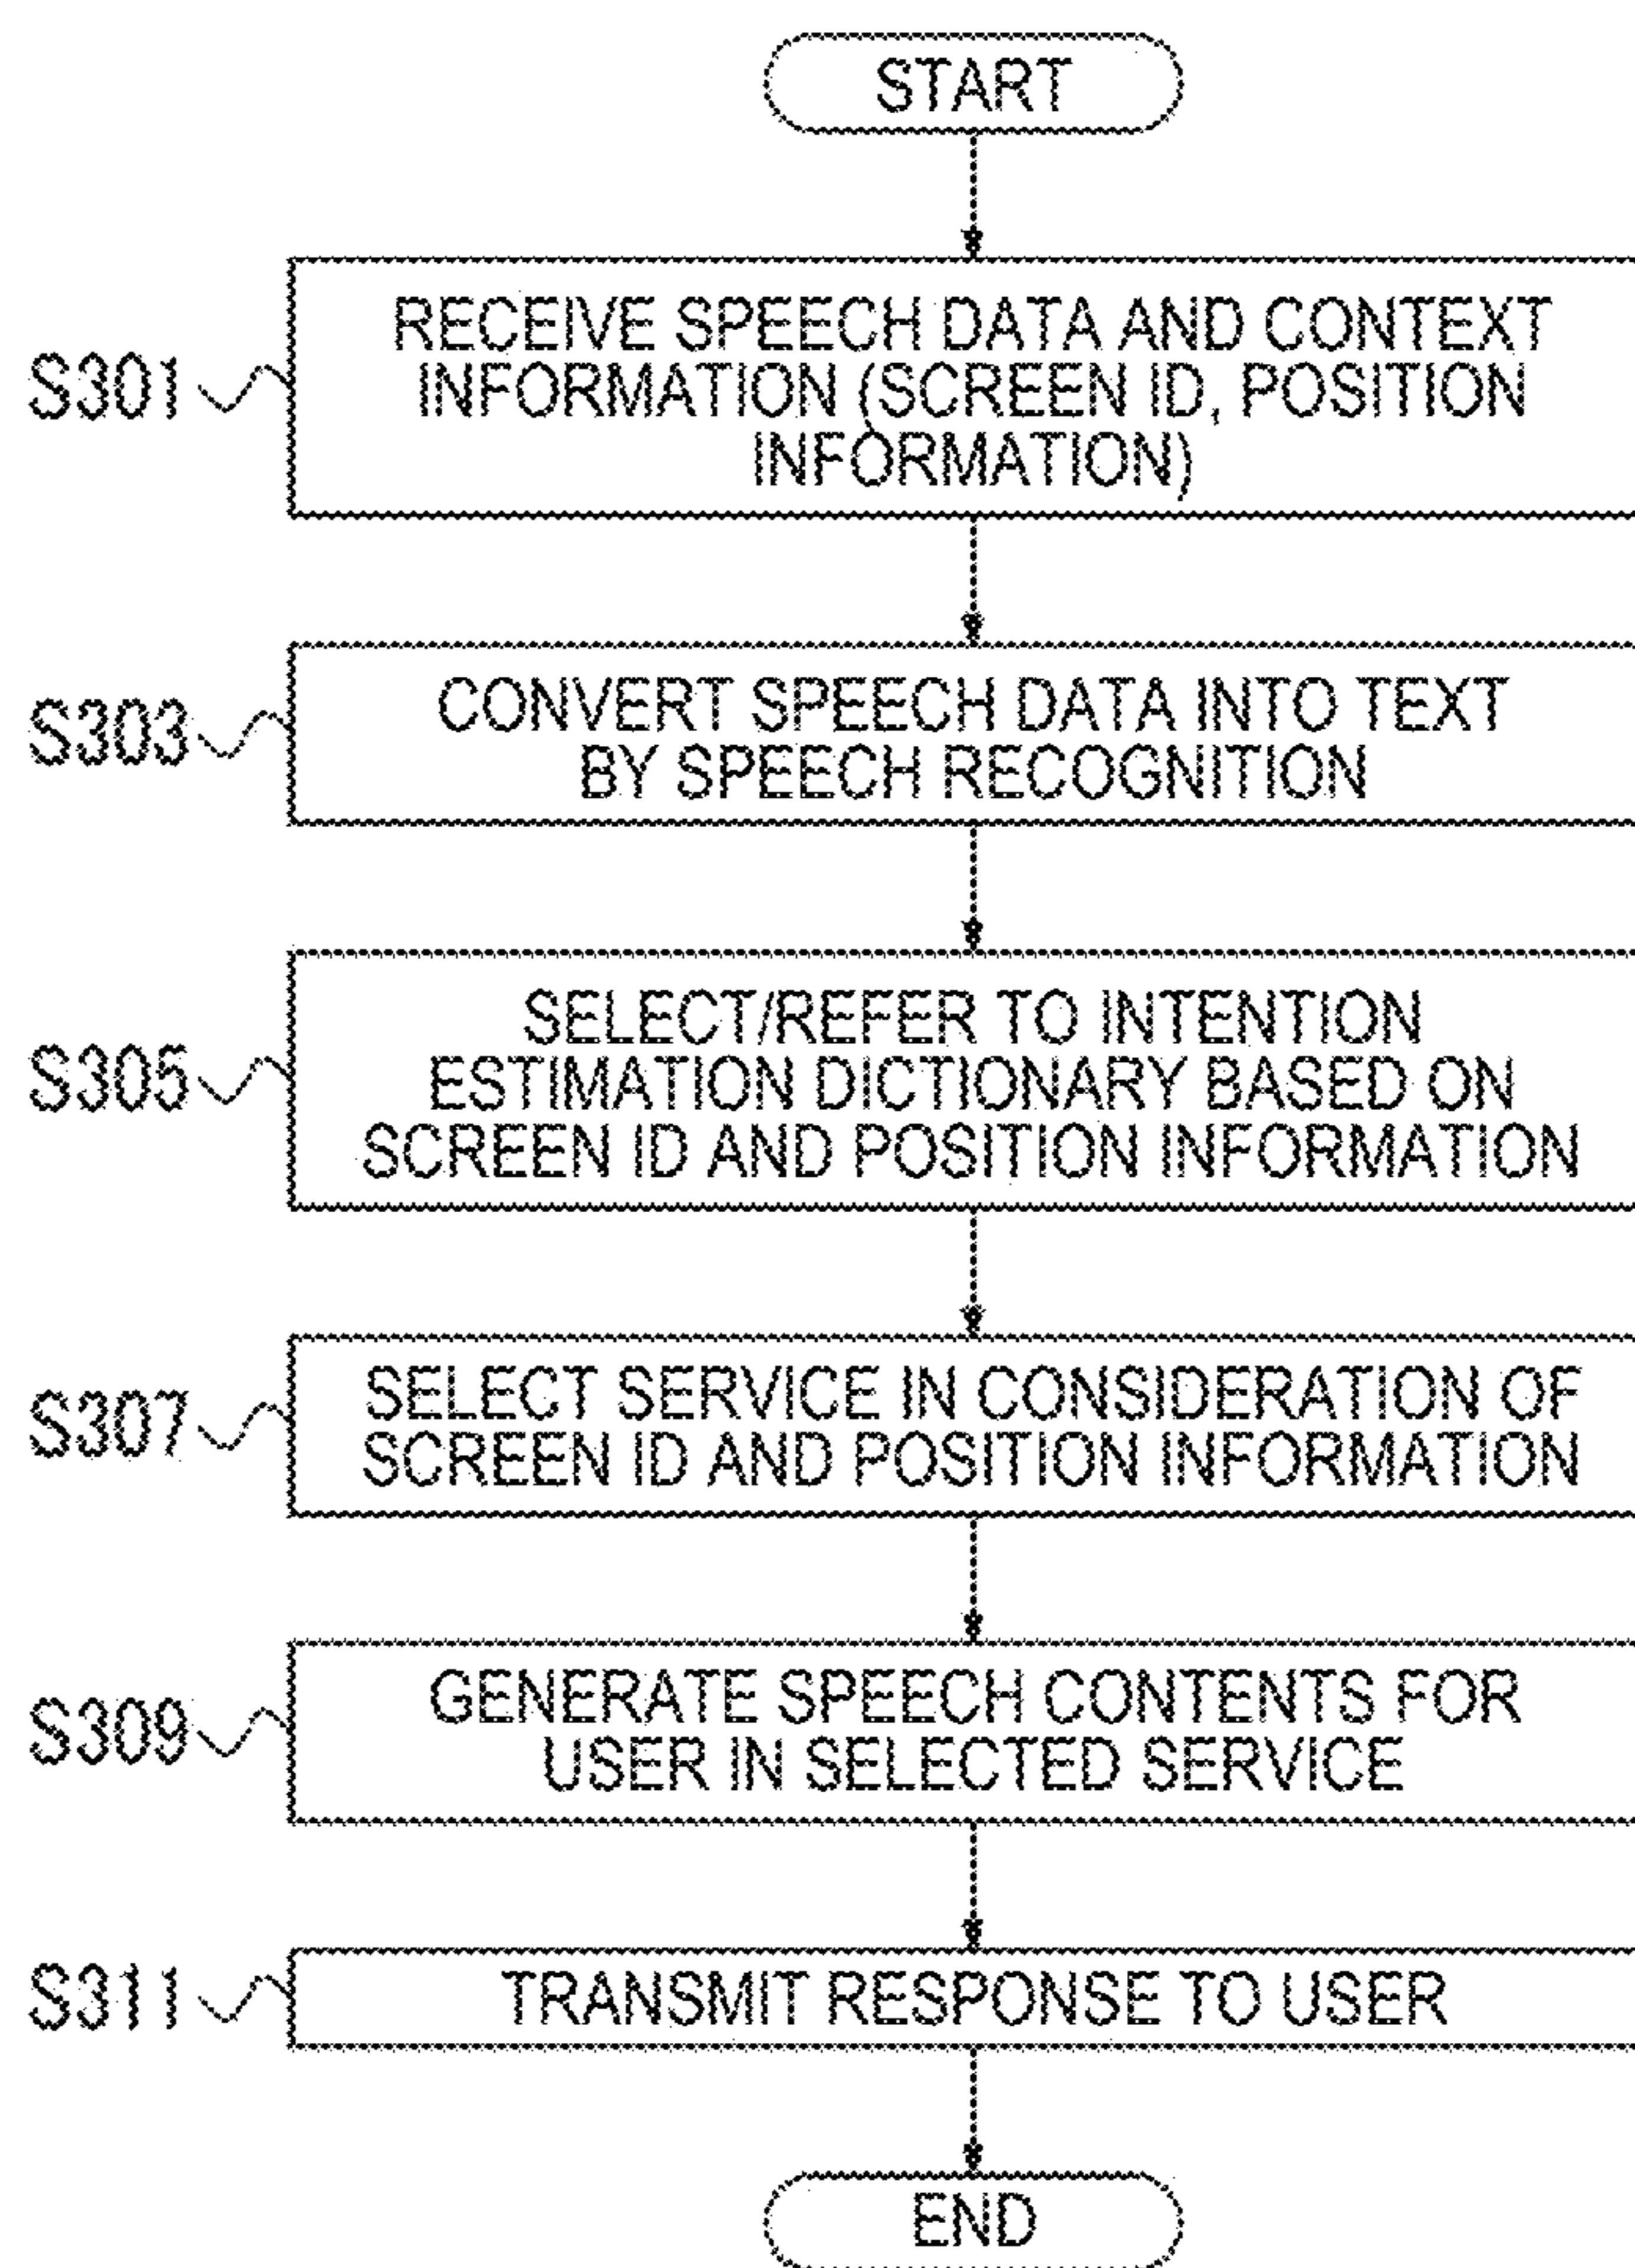 START
S301
RECEIVE SPEECH DATA AND CONTEXT
INFORMATION (SCREEN ID, POSITION
INFORMATION)
S303
CONVERT SPEECH DATA INTO TEXT
BY SPEECH RECOGNITION
S305
SELECT/REFER TO INTENTION
ESTIMATION DICTIONARY BASED ON
SCREEN ID AND POSITION INFORMATION
S307
SELECT SERVICE IN CONSIDERATION OF
SCREEN ID AND POSITION INFORMATION
S309
GENERATE SPEECH CONTENTS FOR
USER IN SELECTED SERVICE
S311
TRANSMIT RESPONSE TO USER
END